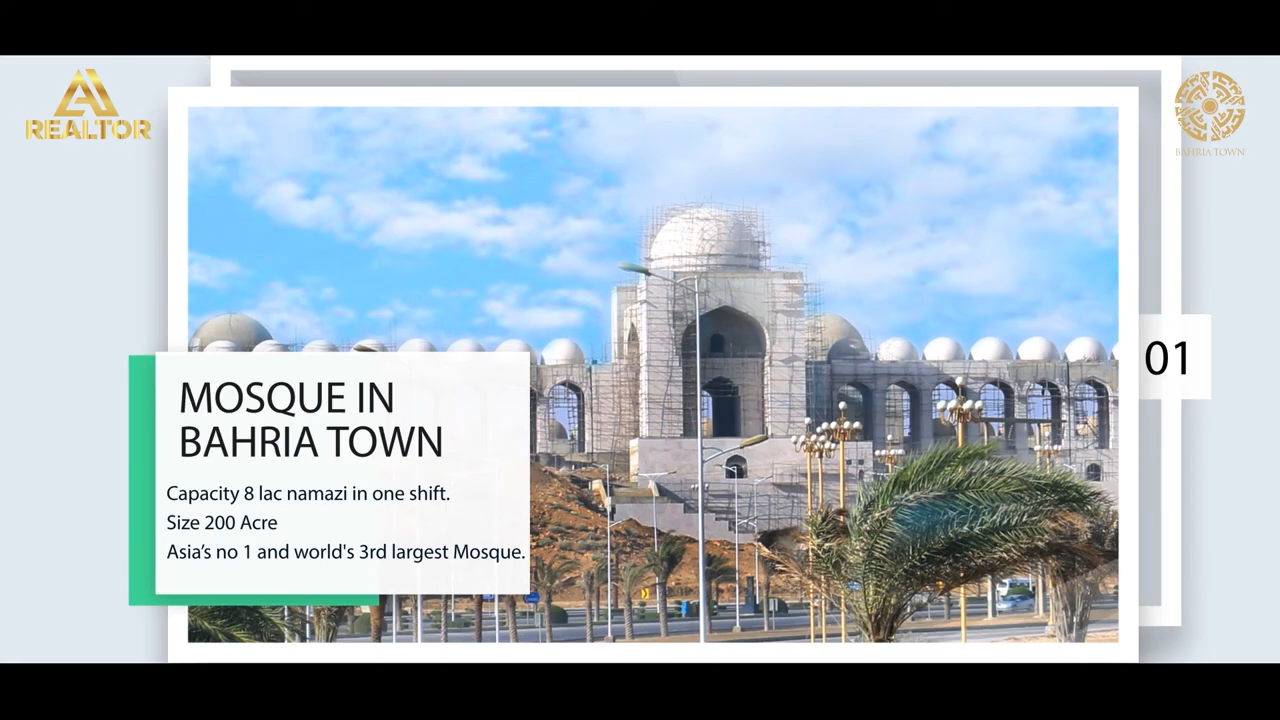 REALTOR
BAHRIA TOWN
01
MOSQUE IN
BAHRIA TOWN
Capacity 8 lac namazi in one shift.
Size 200 Acre
Asia’s no 1 and world's 3rd largest Mosque.